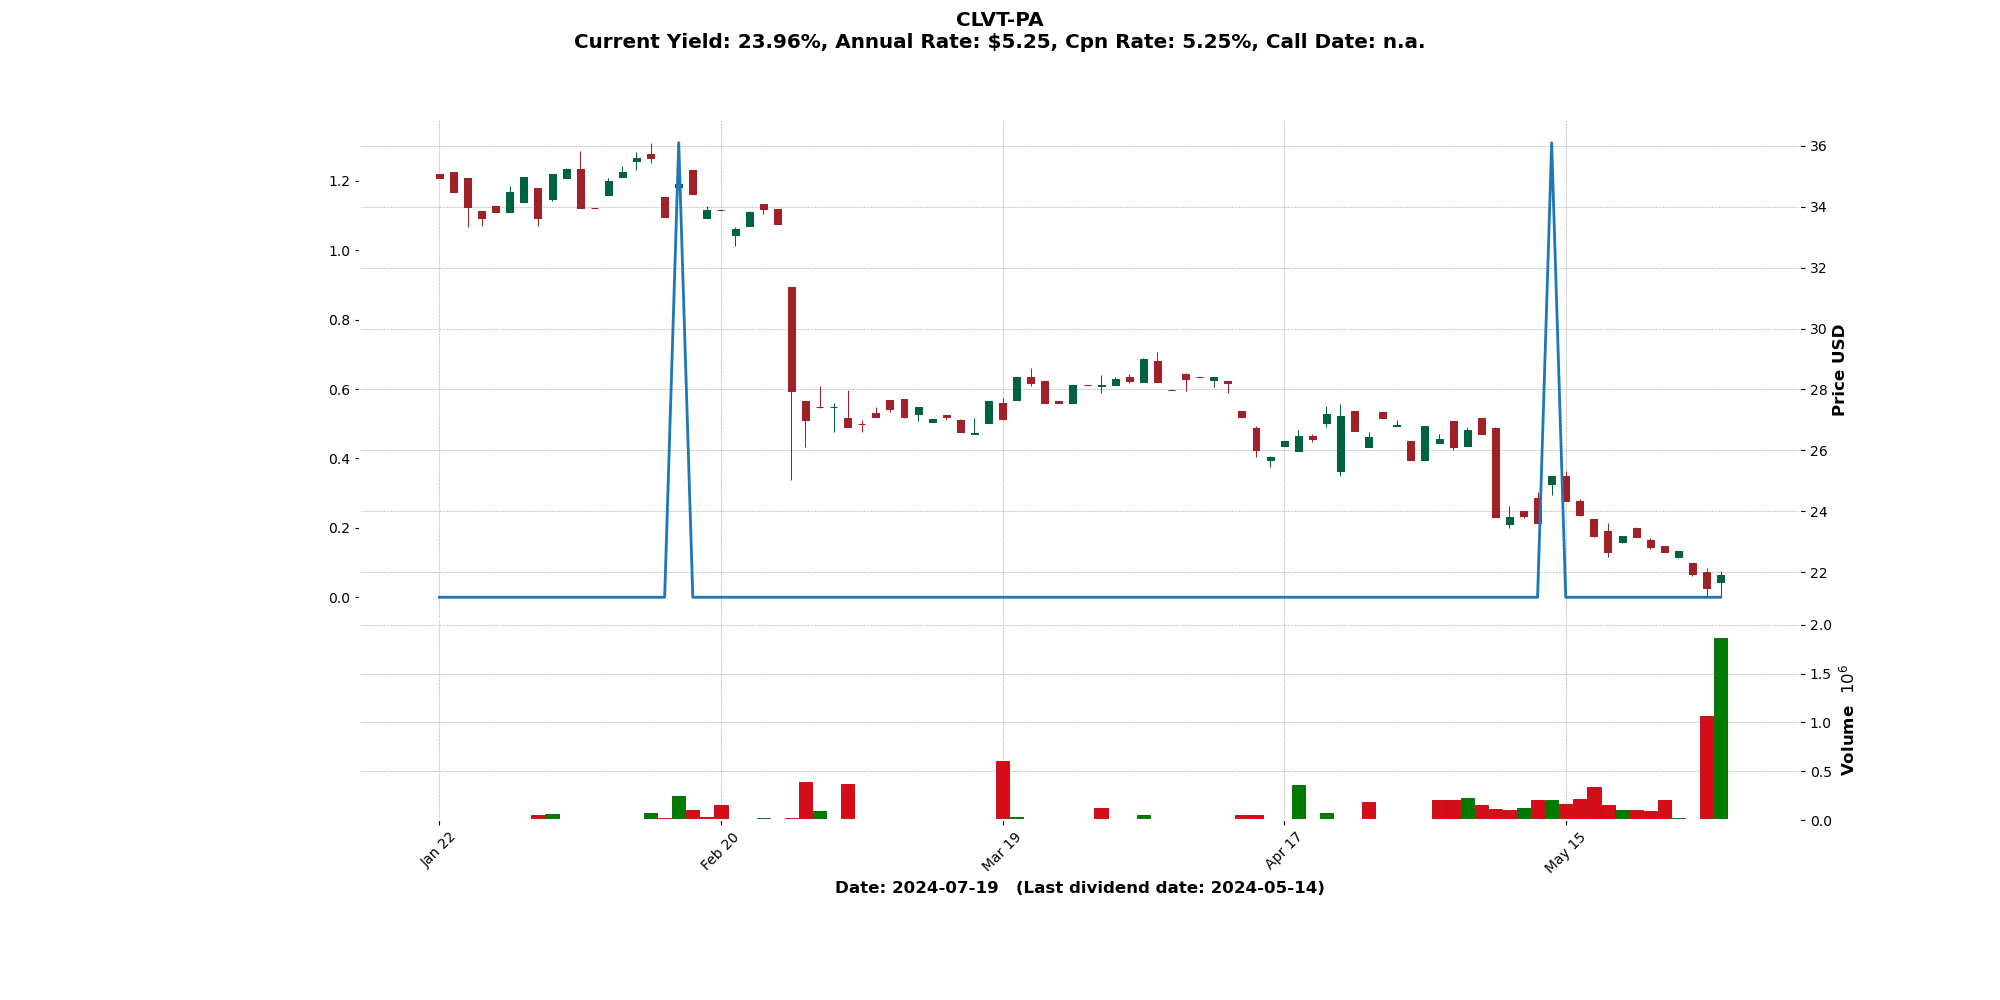 CLVT-PA
Current Yield: 23.96%, Annual Rate: $5.25, Cpn Rate: 5.25%, Call Date: n.a.
1.2
1.0
0.8
0.6
0.4
0.2
0.0
36
34
32
30
28
26
24
22
Price USD
2.0
1.5
1.0
0.5
0.0
Volume 10^6
Jan 22
Feb 20
Mar 19
Apr 17
May 15
Date: 2024-07-19 (Last dividend date: 2024-05-14)